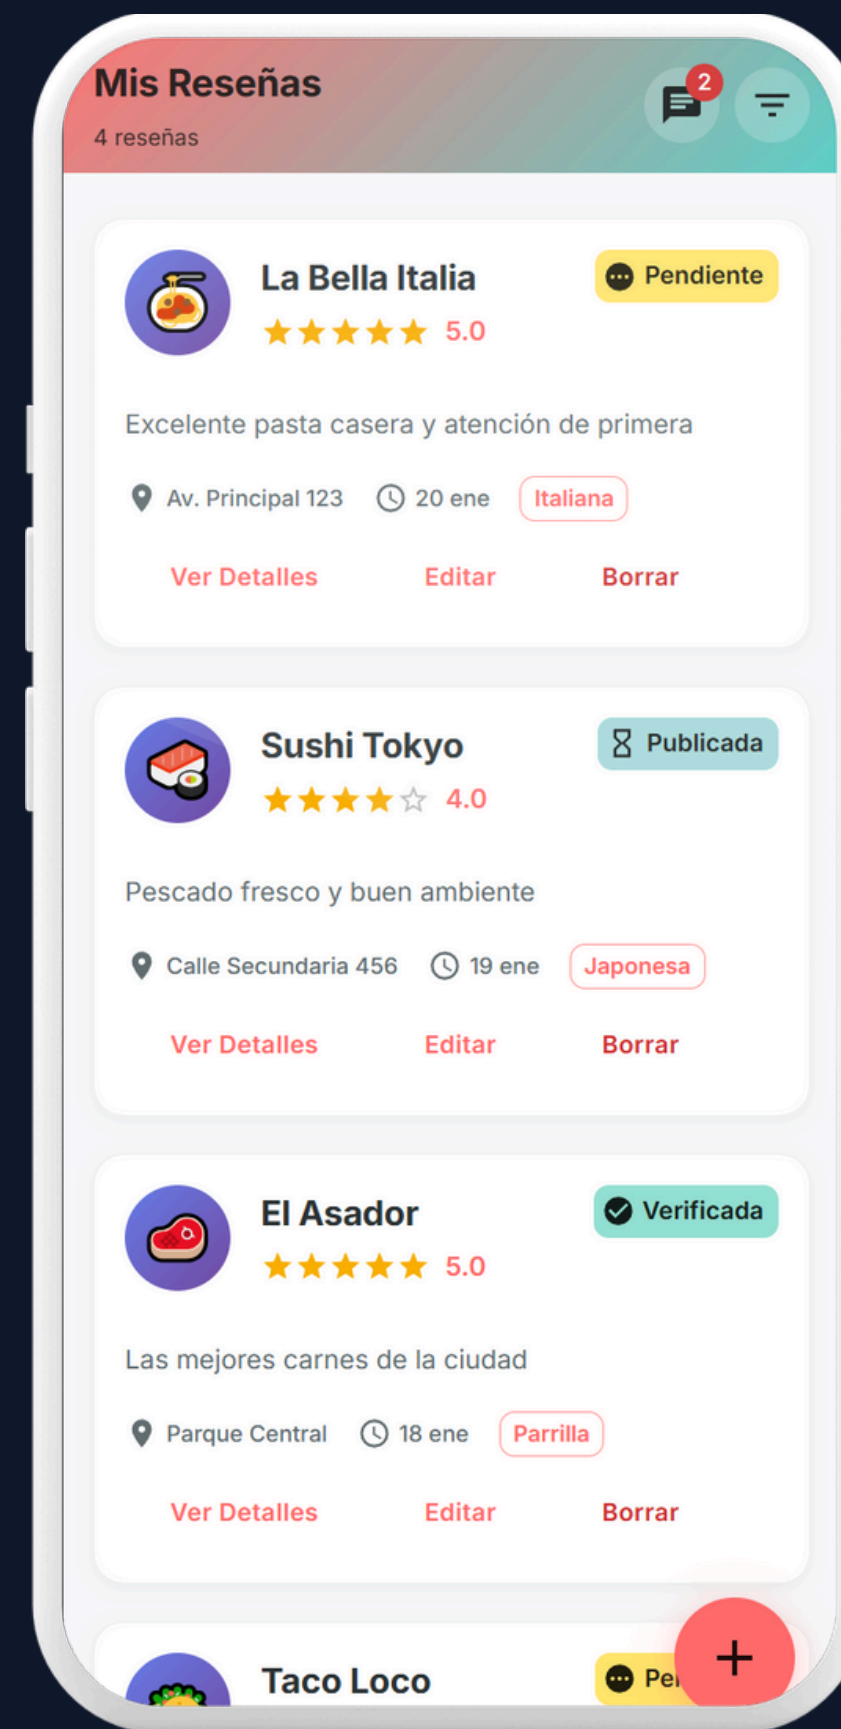 Mis Reseñas
2
4 reseñas
La Bella Italia
Pendiente
5.0
Excelente pasta casera y atención de primera
Av. Principal 123 20 ene Italiana
Ver Detalles Editar Borrar
Sushi Tokyo
Publicada
4.0
Pescado fresco y buen ambiente
Calle Secundaria 456 19 ene Japonesa
Ver Detalles Editar Borrar
El Asador
Verificada
5.0
Las mejores carnes de la ciudad
Parque Central 18 ene Parrilla
Ver Detalles Editar Borrar
Taco Loco